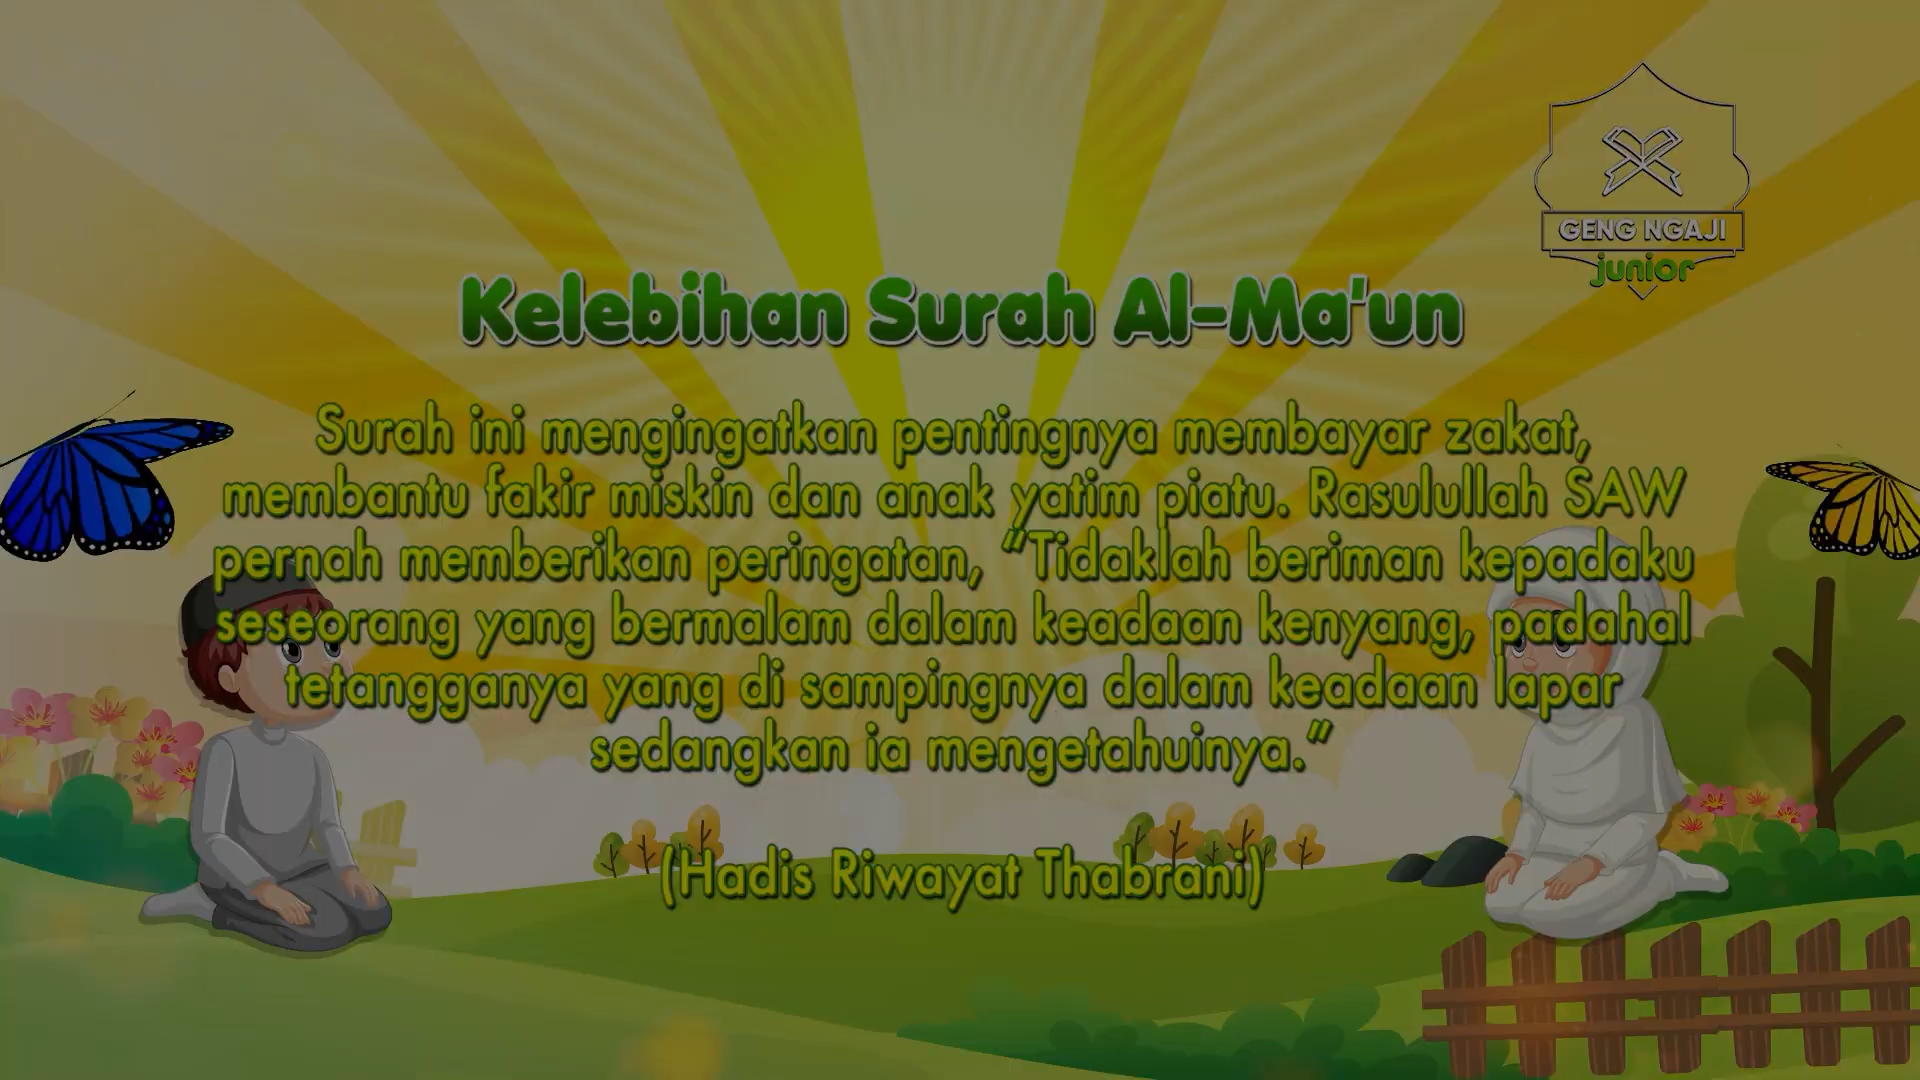 GENG NGAJI
junior
Kelebihan Surah Al-Ma'un
Surah ini mengingatkan pentingnya membayar zakat,
membantu fakir miskin dan anak yatim piatu. Rasulullah SAW
pernah memberikan peringatan, "Tidaklah beriman kepadaku
seseorang yang bermalam dalam keadaan kenyang, padahal
tetangganya yang di sampingnya dalam keadaan lapar
sedangkan ia mengetahuinya."
(Hadis Riwayat Thabrani)